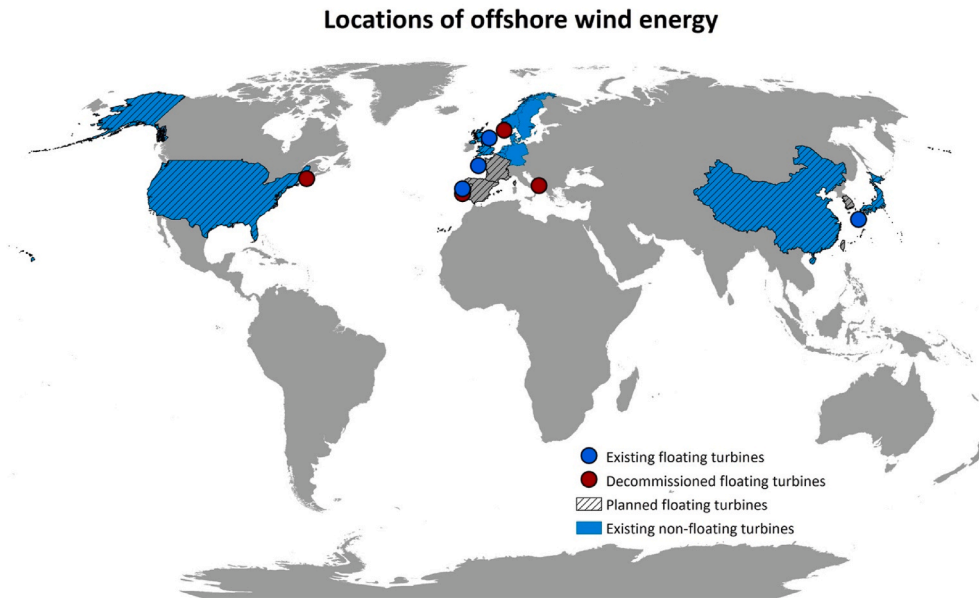 Locations of offshore wind energy
Existing floating turbines
Decommissioned floating turbines
Planned floating turbines
Existing non-floating turbines